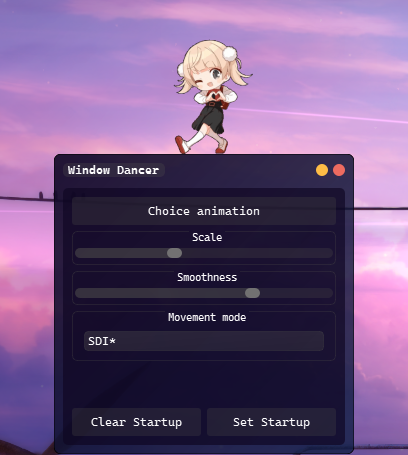 Window Dancer
Choice animation
Scale
Smoothness
Movement mode
SDI*
Clear Startup
Set Startup